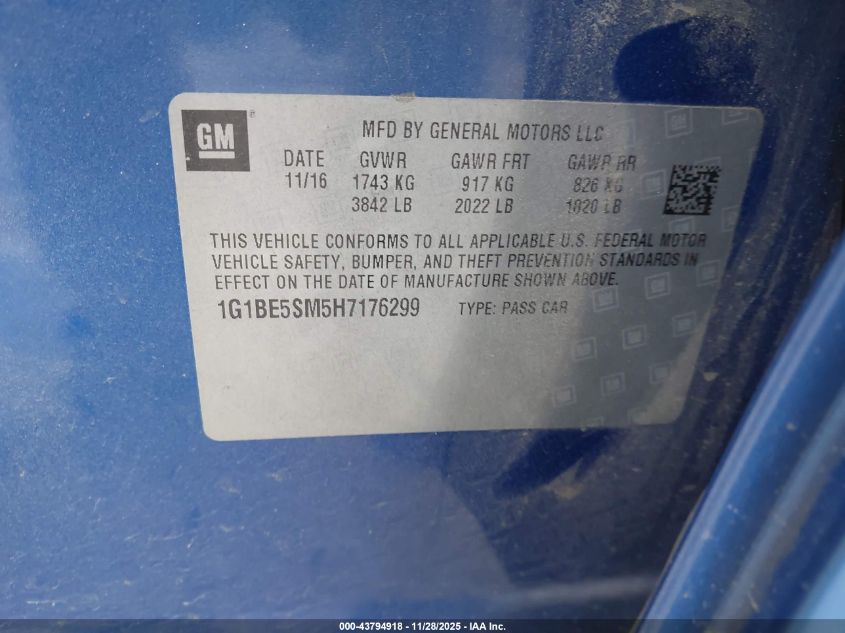 GM
®
MFD BY GENERAL MOTORS LLC
DATE GVWR GAWR FRT GAWR RR
11/16 1743 KG 917 KG 826 KG
3842 LB 2022 LB 1820 LB
THIS VEHICLE CONFORMS TO ALL APPLICABLE U.S. FEDERAL MOTOR
VEHICLE SAFETY, BUMPER, AND THEFT PREVENTION STANDARDS IN
EFFECT ON THE DATE OF MANUFACTURE SHOWN ABOVE.
1G1BE5SM5H7176299 TYPE: PASS CAR
000-43794918 - 11/28/2025 - IAA Inc.